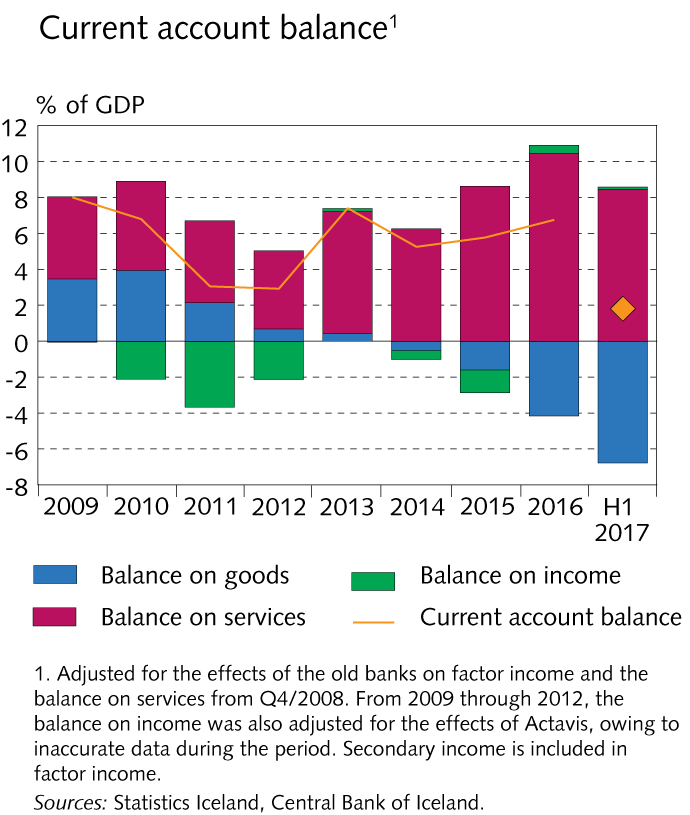 Current account balance¹
% of GDP
12
10
8
6
4
2
0
-2
-4
-6
-8
2009 2010 2011 2012 2013 2014 2015 2016 H1
2017
Balance on goods Balance on income
Balance on services Current account balance
1. Adjusted for the effects of the old banks on factor income and the
balance on services from Q4/2008. From 2009 through 2012, the
balance on income was also adjusted for the effects of Actavis, owing to
inaccurate data during the period. Secondary income is included in
factor income.
Sources: Statistics Iceland, Central Bank of Iceland.